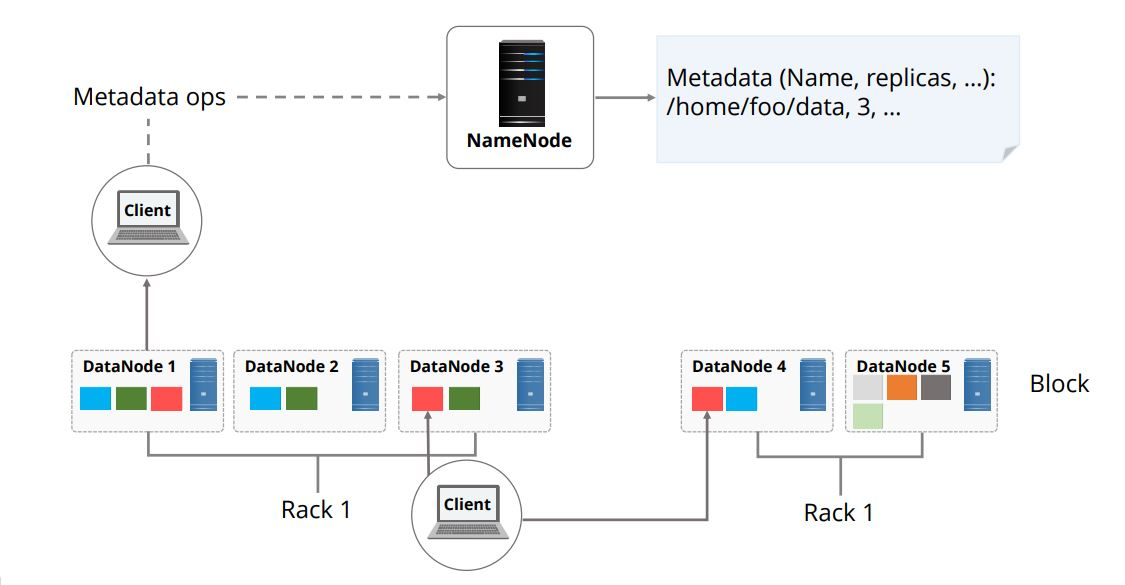 Metadata ops
NameNode
Metadata (Name, replicas, ...):
/home/foo/data, 3, ...
Client
DataNode 1
DataNode 2
DataNode 3
DataNode 4
DataNode 5
Block
Rack 1
Client
Rack 1